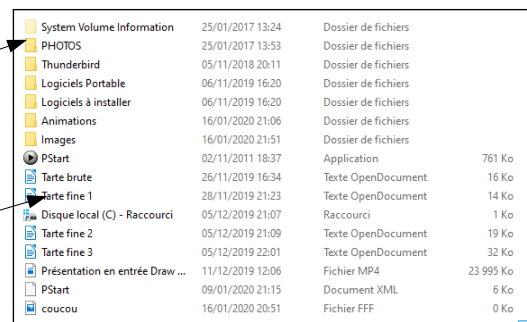 System Volume Information 25/01/2017 13:24 Dossier de fichiers
PHOTOS 25/01/2017 13:53 Dossier de fichiers
Thunderbird 05/11/2018 20:11 Dossier de fichiers
Logiciels Portable 06/11/2019 16:20 Dossier de fichiers
Logiciels à installer 06/11/2019 16:20 Dossier de fichiers
Animations 16/01/2020 21:06 Dossier de fichiers
Images 16/01/2020 21:51 Dossier de fichiers
PStart 02/11/2011 18:37 Application 761 Ko
Tarte brute 26/11/2019 16:34 Texte OpenDocument 16 Ko
Tarte fine 1 28/11/2019 21:23 Texte OpenDocument 14 Ko
Disque local (C) - Raccourci 05/12/2019 21:07 Raccourci 1 Ko
Tarte fine 2 05/12/2019 21:09 Texte OpenDocument 19 Ko
Tarte fine 3 05/12/2019 22:01 Texte OpenDocument 32 Ko
Présentation en entrée Draw ... 11/12/2019 12:06 Fichier MP4 23 995 Ko
PStart 09/01/2020 21:15 Document XML 6 Ko
coucou 16/01/2020 20:51 Fichier FFF 0 Ko